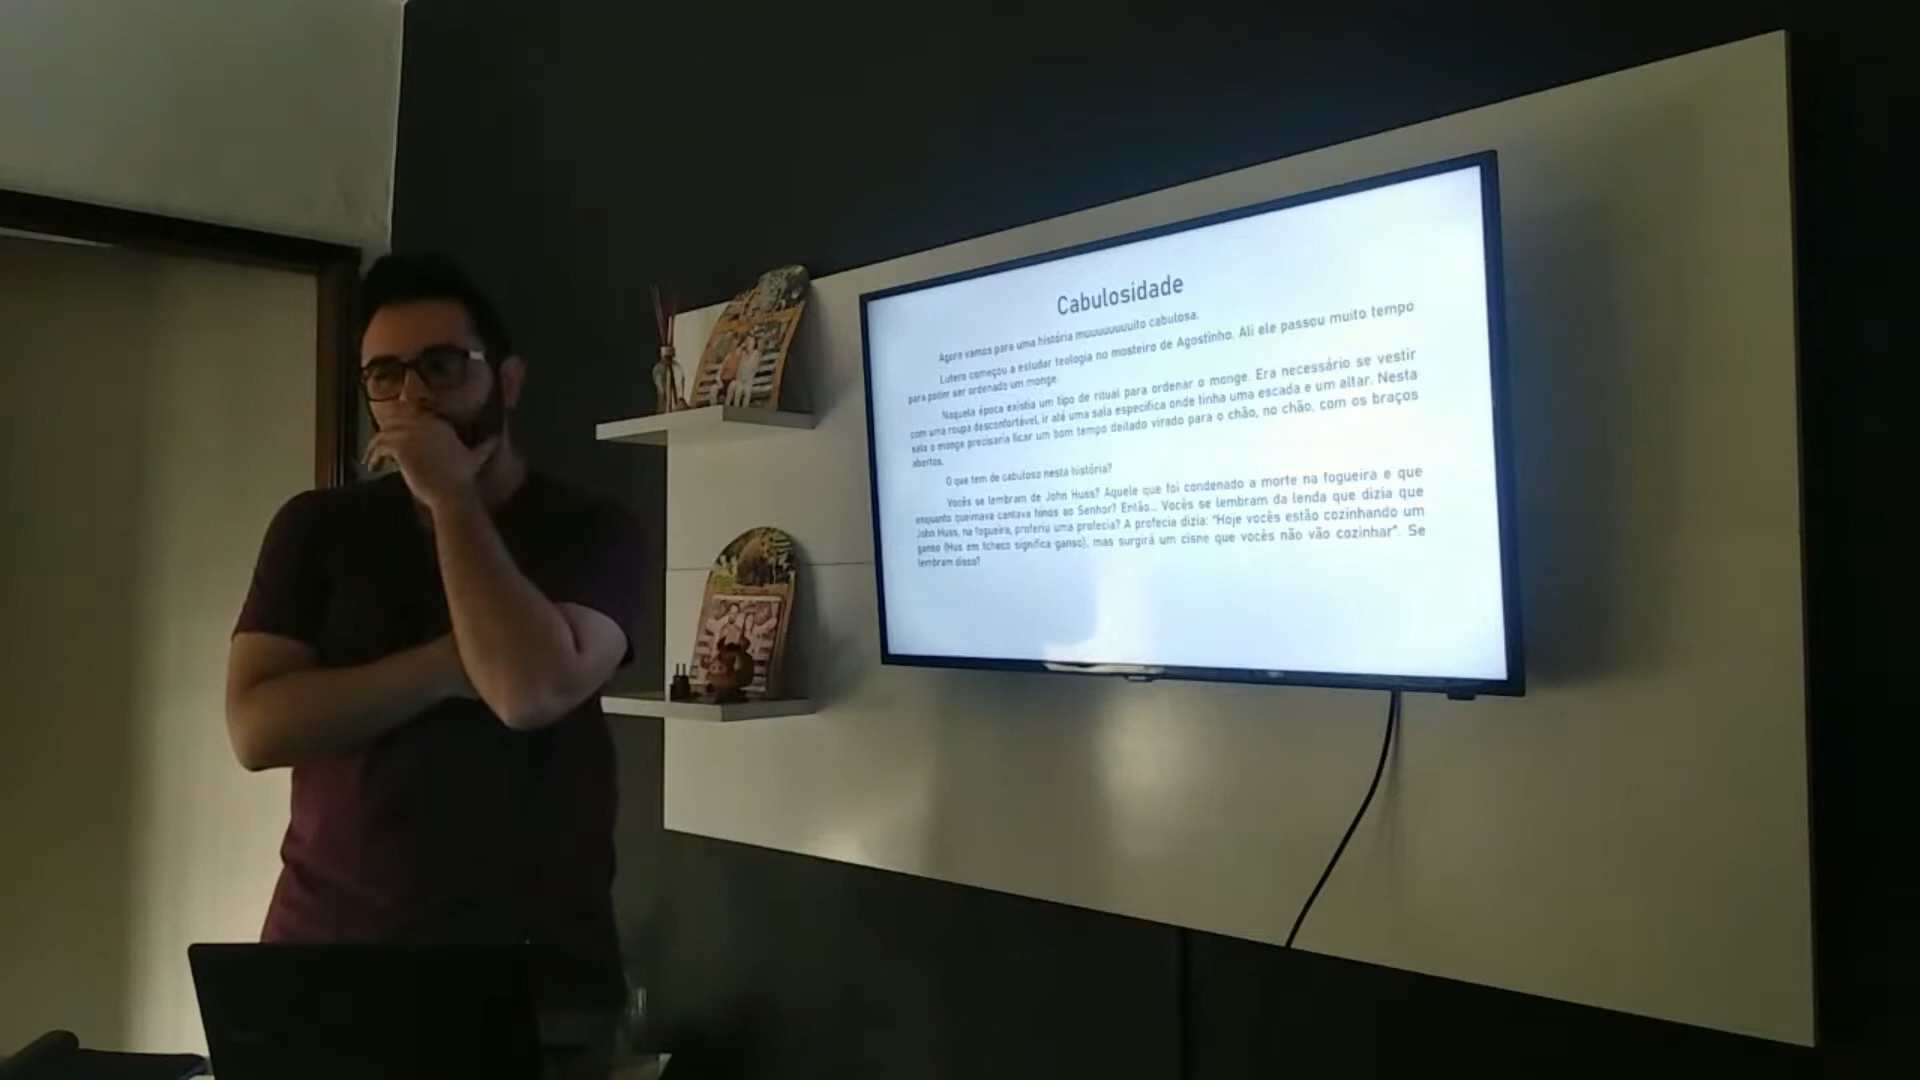 Cabulosidade
Agora vamos para uma história muuuuuuuuito cabulosa.
Lutero começou a estudar teologia no mosteiro de Agostinho. Ali ele passou muito tempo
para poder ser ordenado um monge.
Naquela época existia um tipo de ritual para ordenar o monge. Era necessário se vestir
com uma roupa desconfortável, ir até uma sala específica onde tinha uma escada e um altar. Nesta
sala o monge precisaria ficar um bom tempo deitado virado para o chão, no chão, com os braços
abertos.
O que tem de cabuloso nesta história?
Vocês se lembram de John Huss? Aquele que foi condenado a morte na fogueira e que
enquanto queimava cantava hinos ao Senhor? Então... Vocês se lembram da lenda que dizia que
John Huss, na fogueira, proferiu uma profecia? A profecia dizia: "Hoje vocês estão cozinhando um
ganso (Hus em tcheco significa ganso), mas surgirá um cisne que vocês não vão cozinhar". Se
lembram disso?